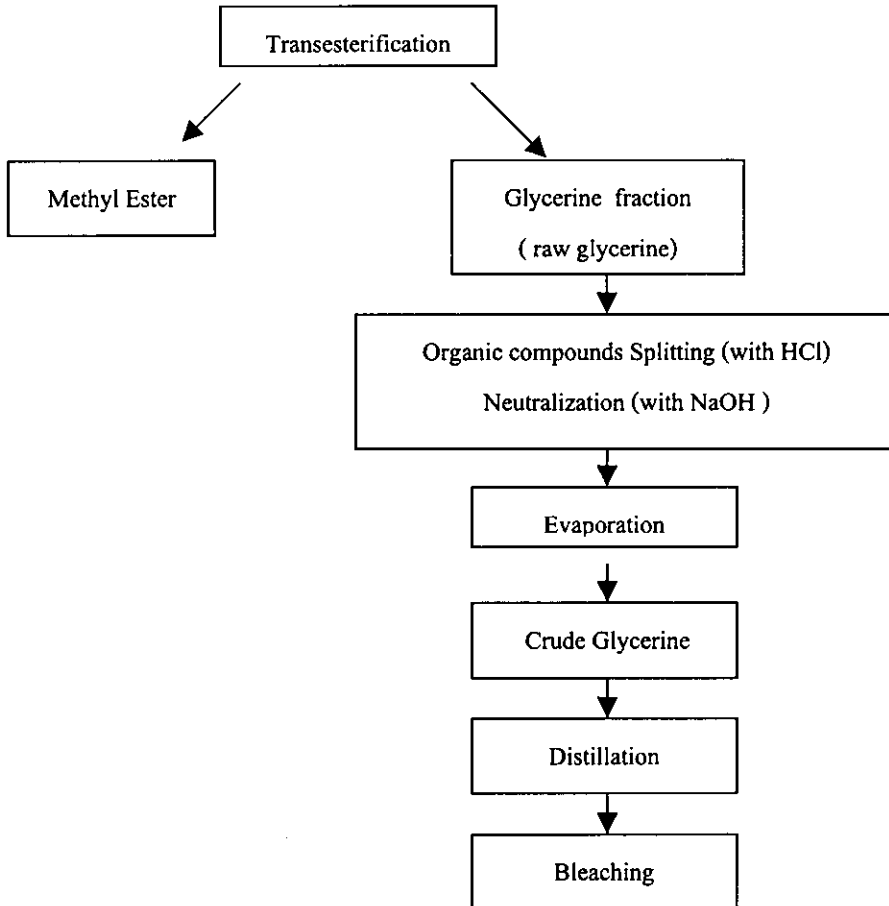 Transesterification
Methyl Ester
Glycerine fraction
( raw glycerine)
Organic compounds Splitting (with HCl)
Neutralization (with NaOH )
Evaporation
Crude Glycerine
Distillation
Bleaching